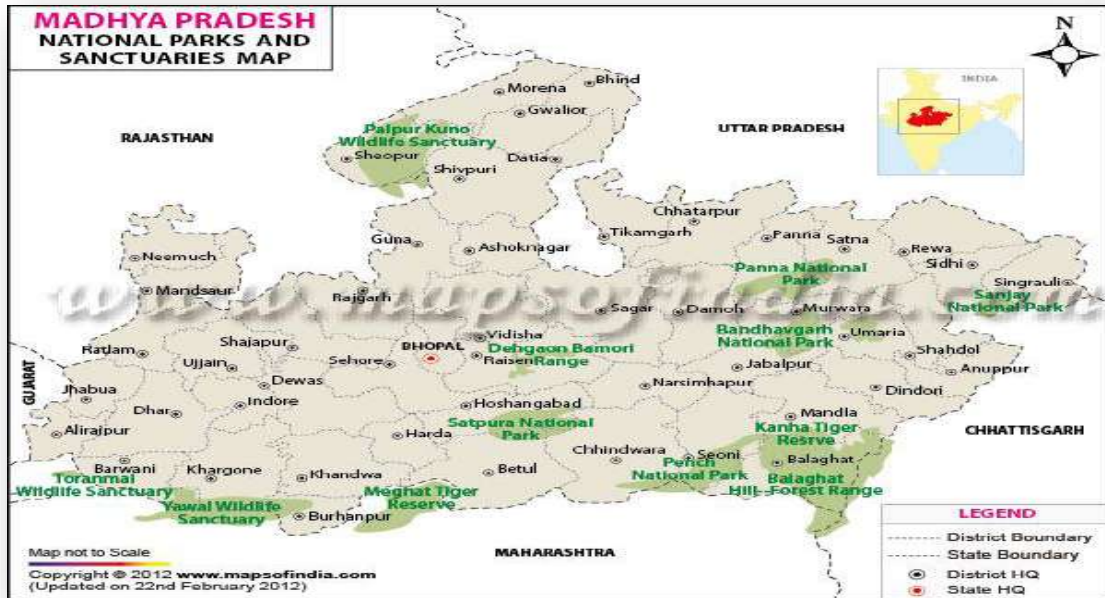 MADHYA PRADESH
NATIONAL PARKS AND
SANCTUARIES MAP
N
INDIA
RAJASTHAN
UTTAR PRADESH
Bhind
Morena
Gwalior
Palpur Kuno
Wildlife Sanctuary
Sheopur
Shivpuri
Datia
Chhatarpur
Tikamgarh
Panna
Satna
Rewa
Sidhi
Singrauli
Guna
Ashoknagar
Neemuch
Mandsaur
Rajgarh
Panna National
Park
Sanjay
National Park
www.mapsofindia.com
Sagar
Damoh
Murwara
Bandhavgarh
National Park
Umaria
Vidisha
Shajapur
BHOPAL
Dehgaon Bamori
Range
Raisen
Sehore
Ratlam
Ujjain
Shahdol
Anuppur
Jabalpur
GUJARAT
Jhabua
Dewas
Indore
Narsimhapur
Dindori
Dhar
Hoshangabad
Mandla
Alirajpur
Harda
Satpura National
Park
Kanha Tiger
Resrve
CHHATTISGARH
Barwani
Khargone
Khandwa
Betul
Chhindwara
Seoni
Balaghat
Toranmal
Wildlife Sanctuary
Pench
National Park
Balaghat
Hill- Forest Range
Meghat Tiger
Reserve
Yawal Wildlife
Sanctuary
Burhanpur
MAHARASHTRA
Map not to Scale
Copyright © 2012 www.mapsofindia.com
(Updated on 22nd February 2012)
LEGEND
District Boundary
State Boundary
District HQ
State HQ